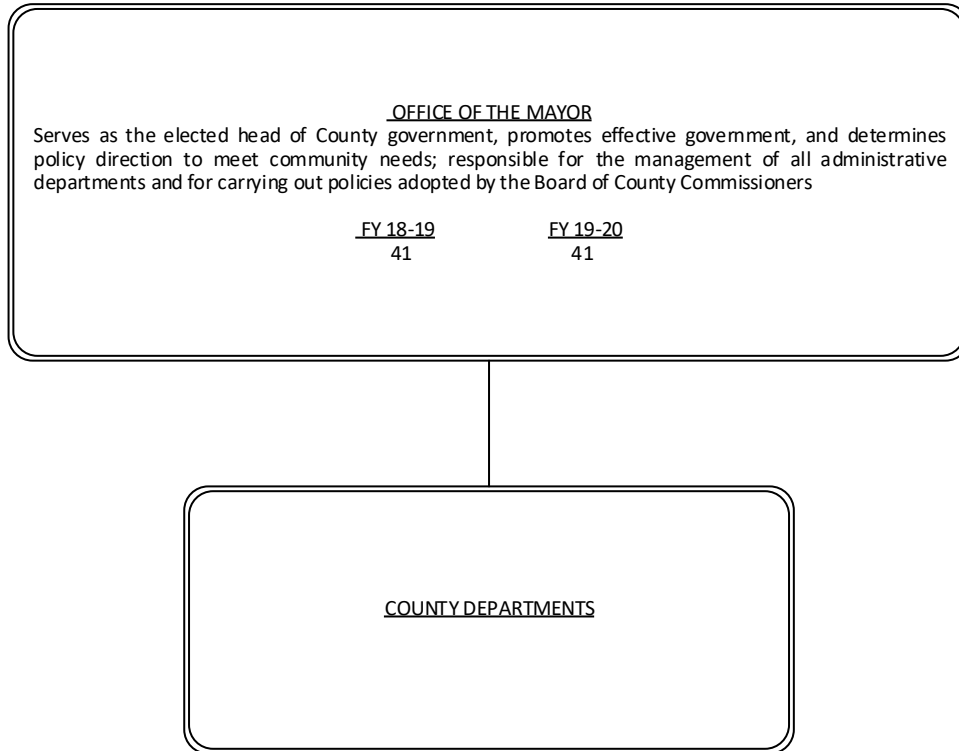 OFFICE OF THE MAYOR
Serves as the elected head of County government, promotes effective government, and determines
policy direction to meet community needs; responsible for the management of all administrative
departments and for carrying out policies adopted by the Board of County Commissioners
FY 18-19 FY 19-20
41 41
COUNTY DEPARTMENTS